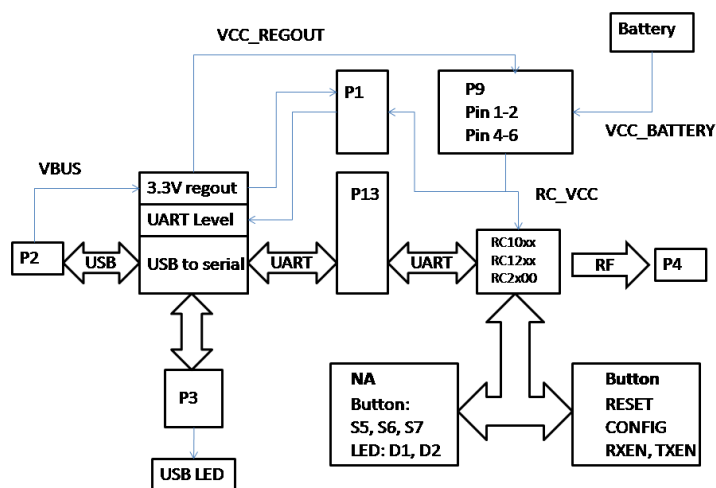 VCC_REGOUT
Battery
P1
P9
Pin 1-2
Pin 4-6
VCC_BATTERY
VBUS
3.3V regout
P13
RC_VCC
UART Level
P2
USB
USB to serial
UART
UART
RC10xx
RC12xx
RC2x00
RF
P4
P3
NA
Button:
S5, S6, S7
LED: D1, D2
Button
RESET
CONFIG
RXEN, TXEN
USB LED